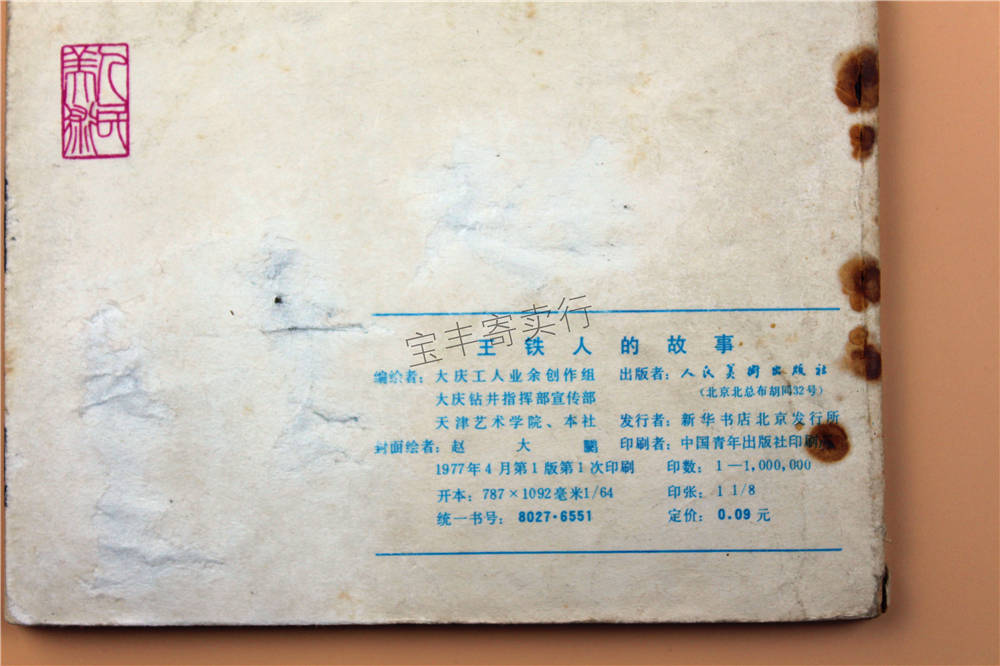 人民美術
宝丰寄卖行
王铁人的故事
编绘者：大庆工人业余创作组
大庆钻井指挥部宣传部
天津艺术学院、本社
封面绘者：赵大鹏
1977年4月第1版第1次印刷
开本：787×1092毫米1/64
统一书号：8027·6551
出版者：人民美術出版社
（北京北总布胡同32号）
发行者：新华书店北京发行所
印刷者：中国青年出版社印刷
印数：1—1,000,000
印张：1 1/8
定价：0.09元